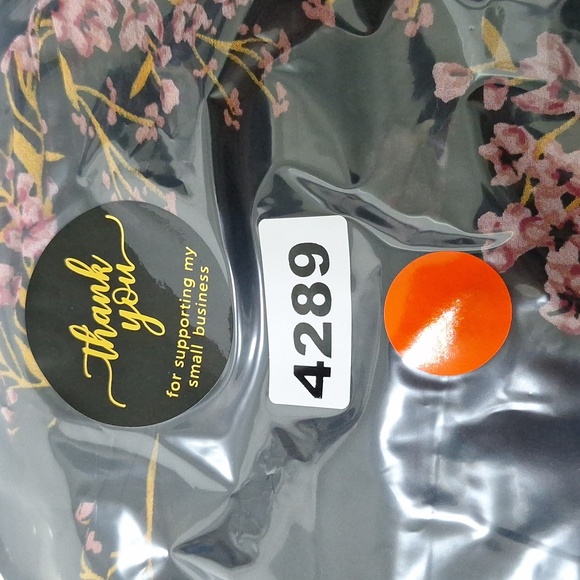 thank
you
for supporting my
small business
4289